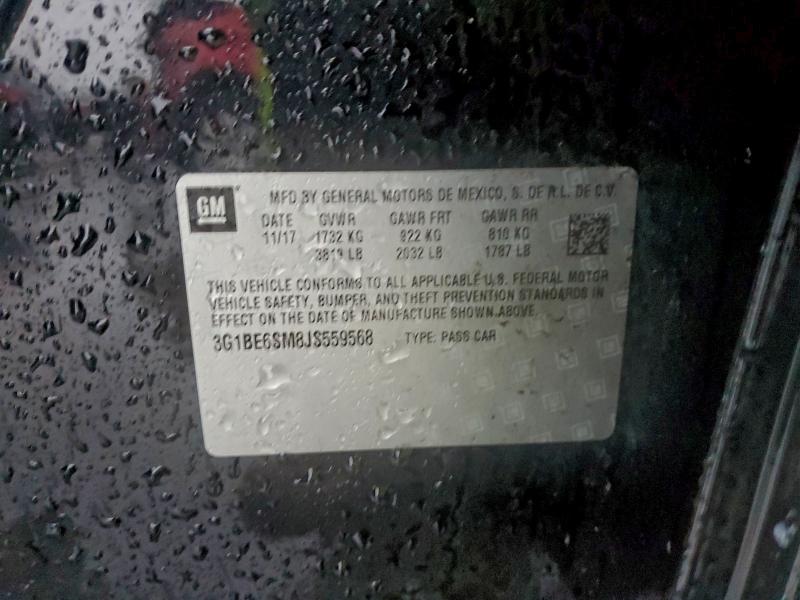 GM
MFD BY GENERAL MOTORS DE MEXICO, S. DE R.L. DE C.V.
DATE GVWR GAWR FRT GAWR RR
11/17 1732 KG 922 KG 810 KG
3819 LB 2032 LB 1787 LB
THIS VEHICLE CONFORMS TO ALL APPLICABLE U.S. FEDERAL MOTOR
VEHICLE SAFETY, BUMPER, AND THEFT PREVENTION STANDARDS IN
EFFECT ON THE DATE OF MANUFACTURE SHOWN ABOVE.
3G1BE6SM8JS559568 TYPE: PASS CAR